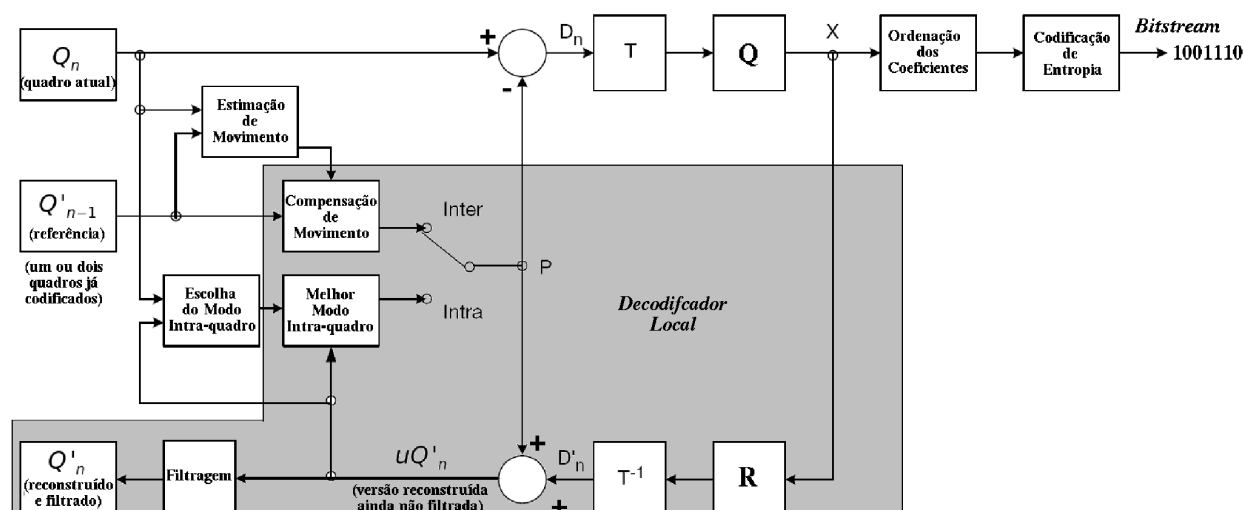 Qn
(quadro atual)
+
-
Dn
T
Q
X
Ordenação
dos
Coeficientes
Codificação
de
Entropia
Bitstream
1001110
Estimação
de
Movimento
Q'n−1
(referência)
(um ou dois
quadros já
codificados)
Compensação
de
Movimento
Inter
P
Escolha
do Modo
Intra-quadro
Melhor
Modo
Intra-quadro
Intra
Decodifcador
Local
Q'n
(reconstruído
e filtrado)
Filtragem
uQ'n
(versão reconstruída
ainda não filtrada)
+
+
D'n
T-1
R